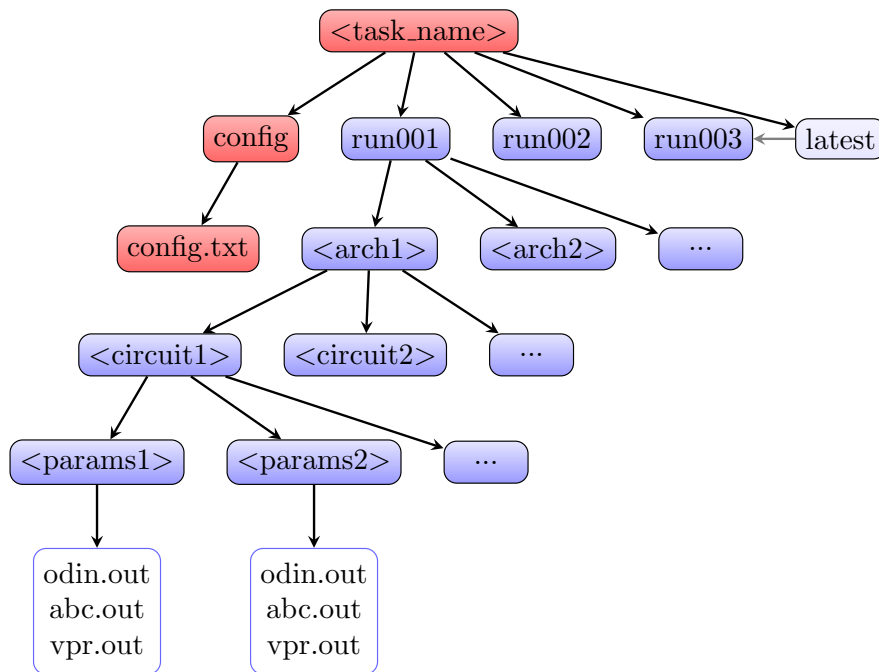 <task_name>
config
run001
run002
run003
latest
config.txt
<arch1>
<arch2>
...
<circuit1>
<circuit2>
...
<params1>
<params2>
...
odin.out
abc.out
vpr.out
odin.out
abc.out
vpr.out